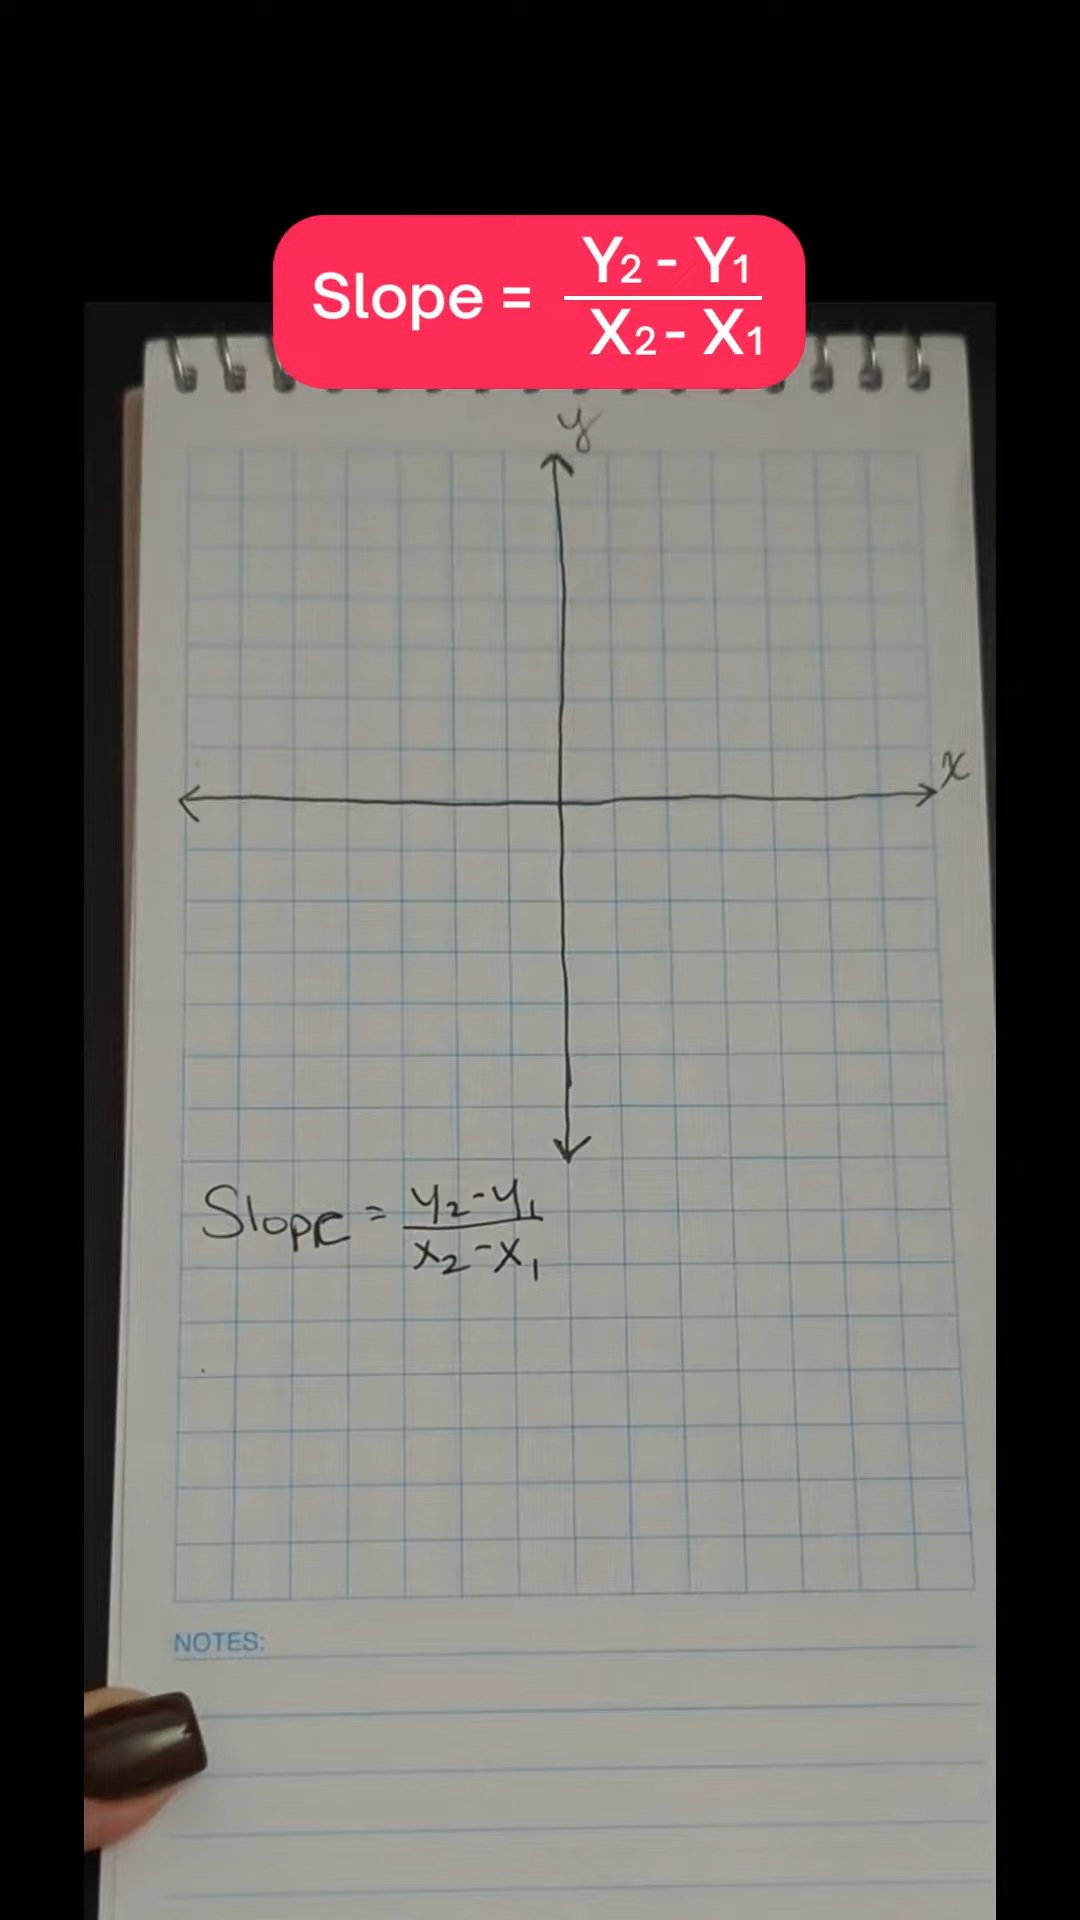 Slope = Y₂ - Y₁
X₂ - X₁
y
x
Slope = y₂-y₁
x₂-x₁
NOTES: